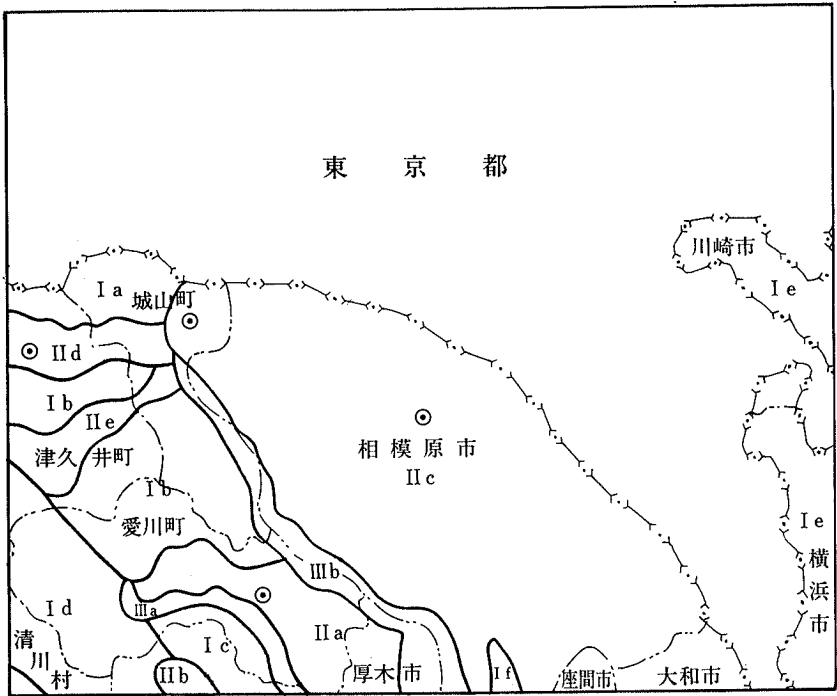 東京都
川崎市
Ⅰa
城山町
Ⅰe
Ⅱd
Ⅰb
Ⅱe
相模原市
Ⅱc
津久井町
Ⅰb
愛川町
Ⅰe
横浜市
Ⅲb
Ⅲa
Ⅰd
Ⅱa
Ⅰc
清川村
Ⅱb
厚木市
Ⅰf
座間市
大和市